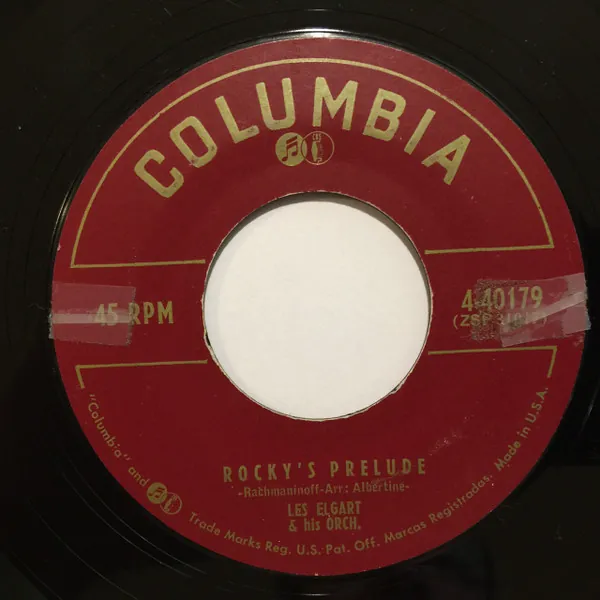 COLUMBIA
45 RPM
4-40179
ROCKY'S PRELUDE
-Rachmaninoff-Arr: Albertine-
LES ELGART
& his ORCH.
"Columbia" and Trade Marks Reg. U.S. Pat. Off. Marcas Registradas. Made in U.S.A.